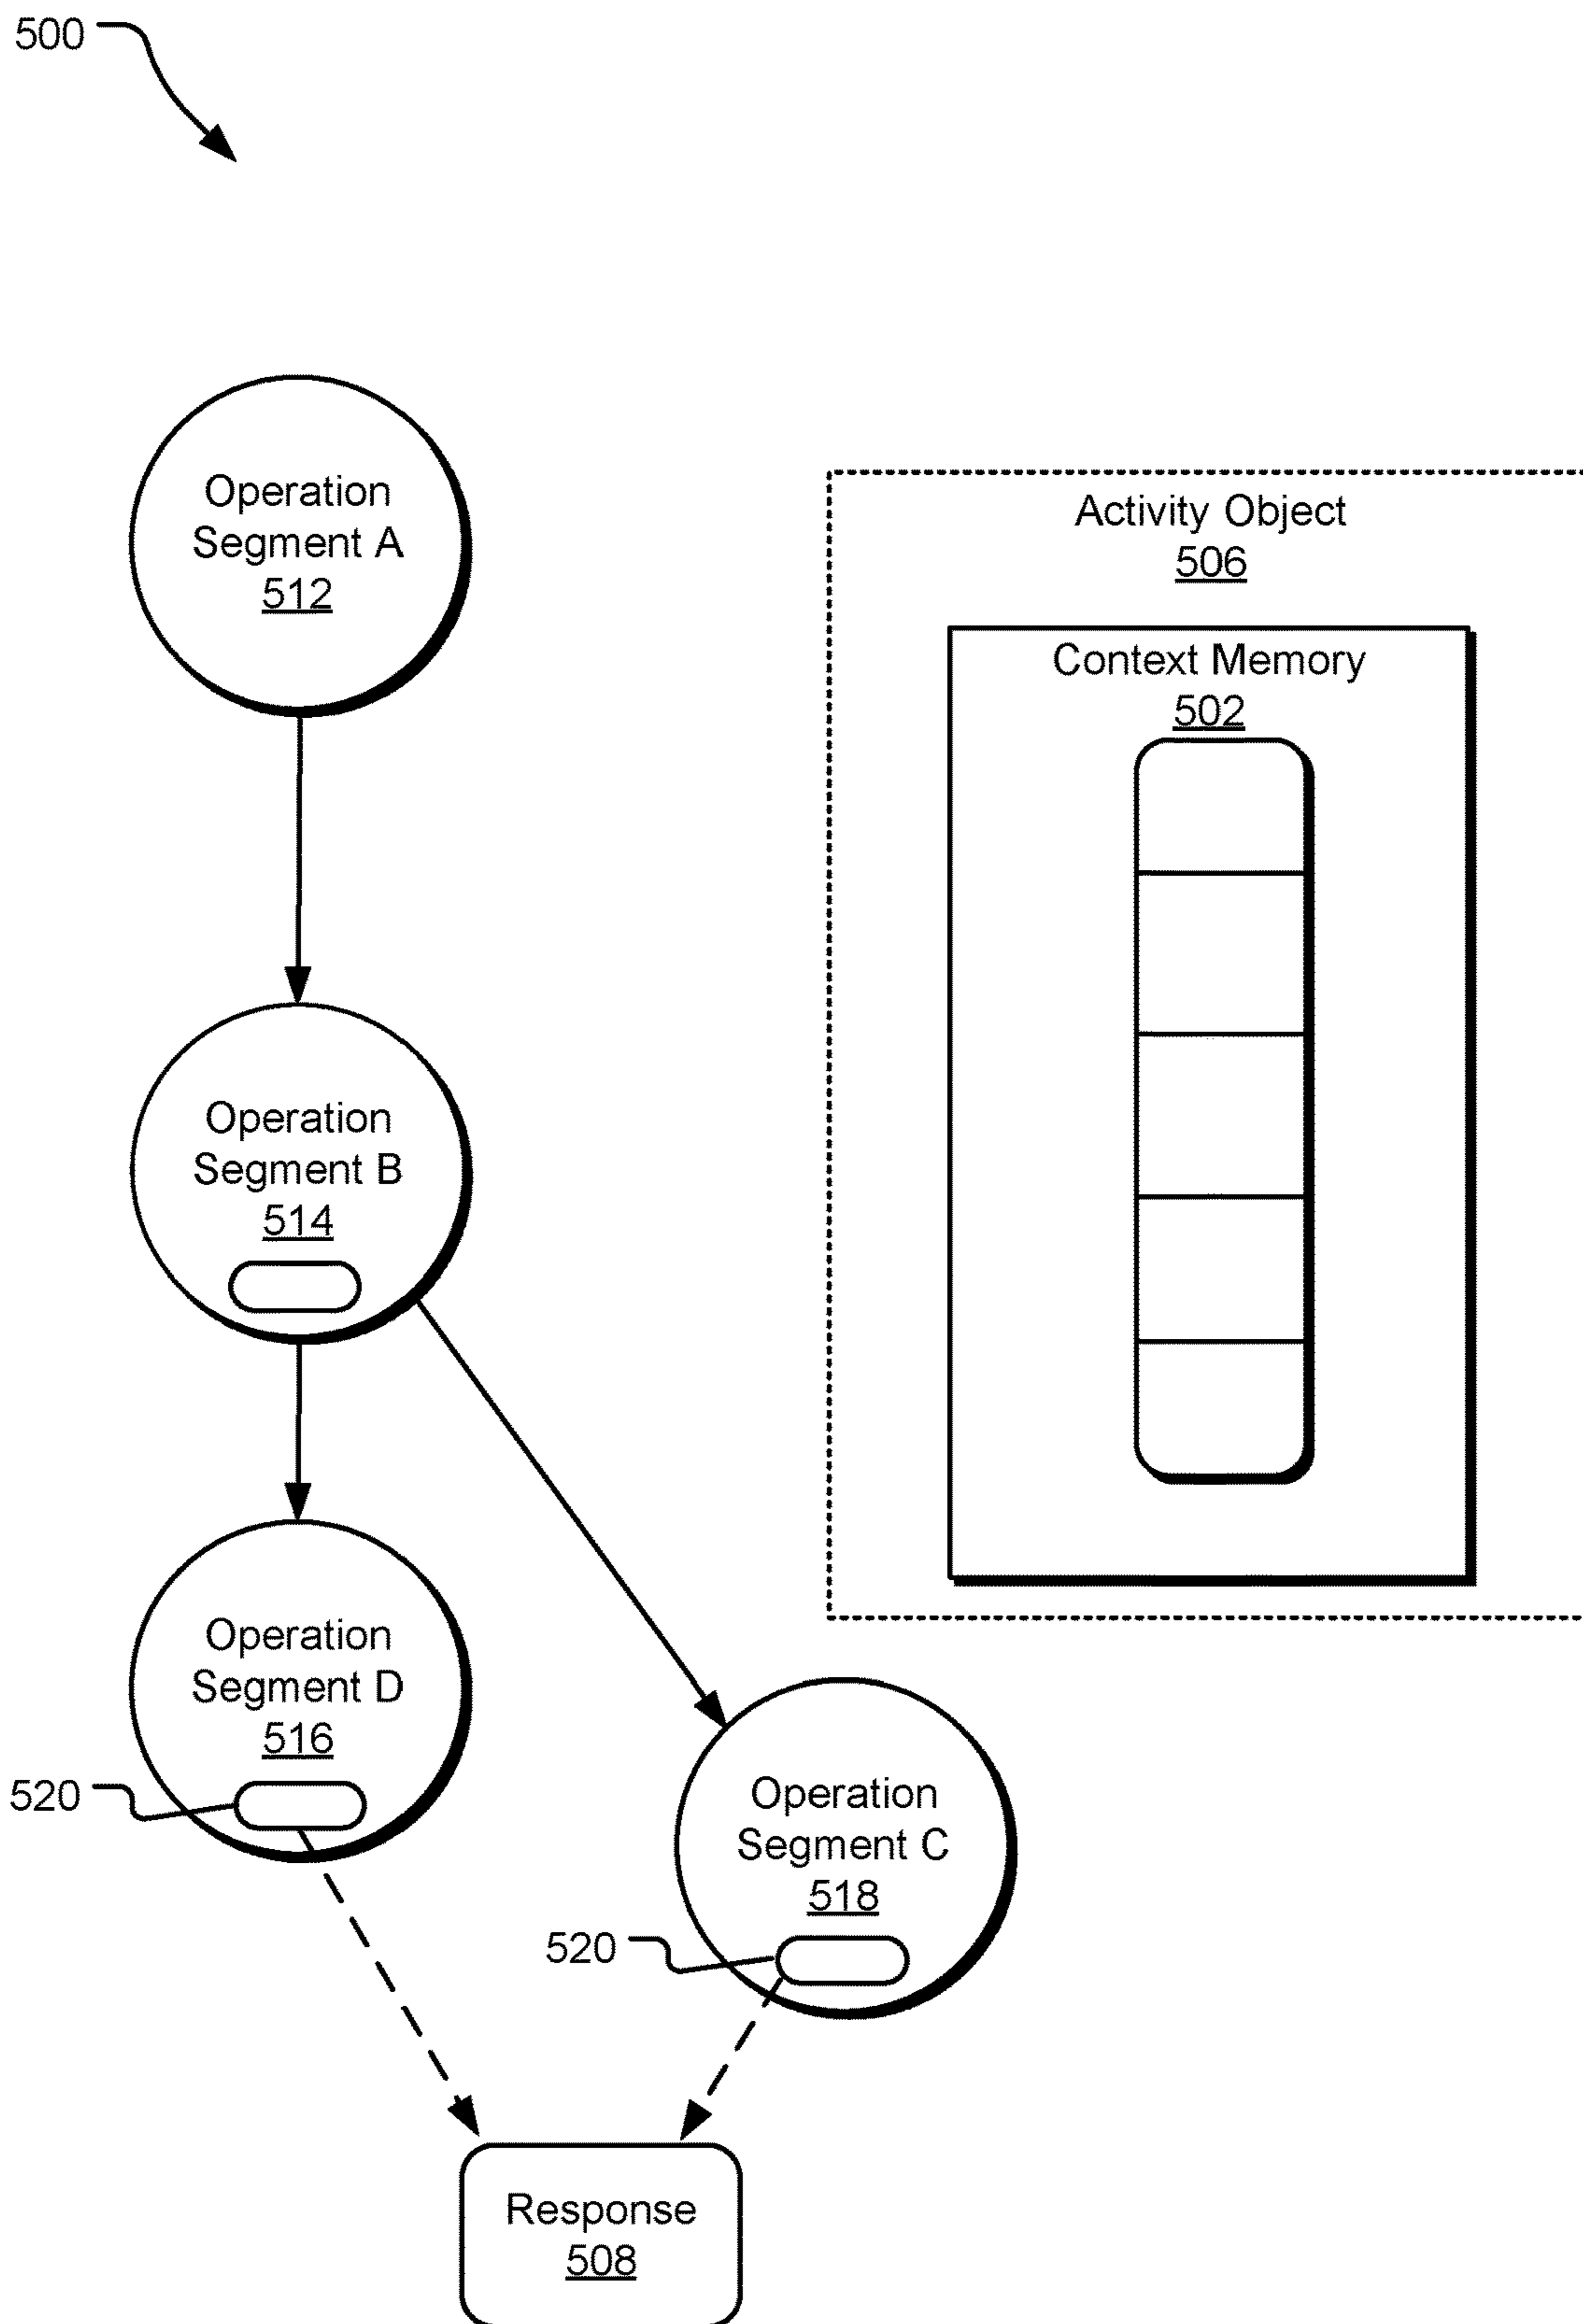 500
Operation
Segment A
512
Activity Object
506
Context Memory
502
Operation
Segment B
514
Operation
Segment D
516
520
Operation
Segment C
518
520
Response
508